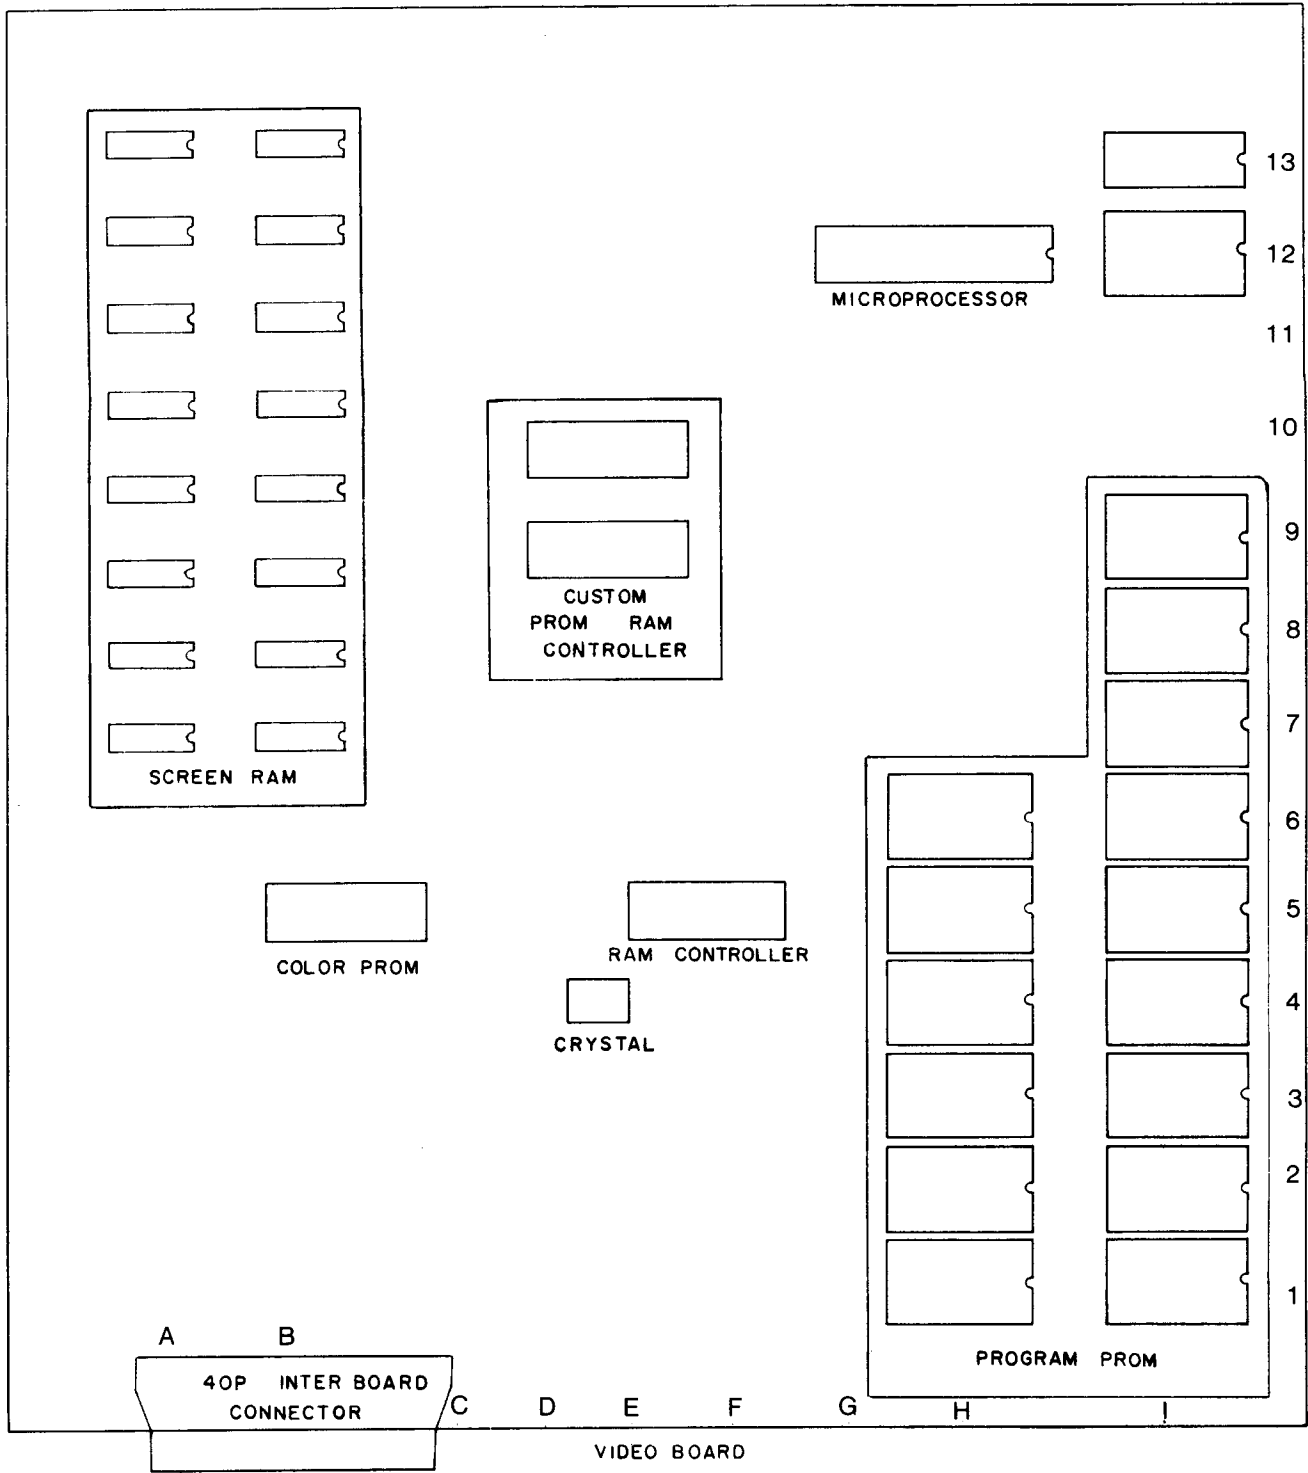 13
12
MICROPROCESSOR
11
10
9
CUSTOM
PROM RAM
CONTROLLER
8
7
SCREEN RAM
6
5
COLOR PROM
RAM CONTROLLER
4
CRYSTAL
3
2
1
A B
PROGRAM PROM
40P INTER BOARD
CONNECTOR
C D E F G H I
VIDEO BOARD